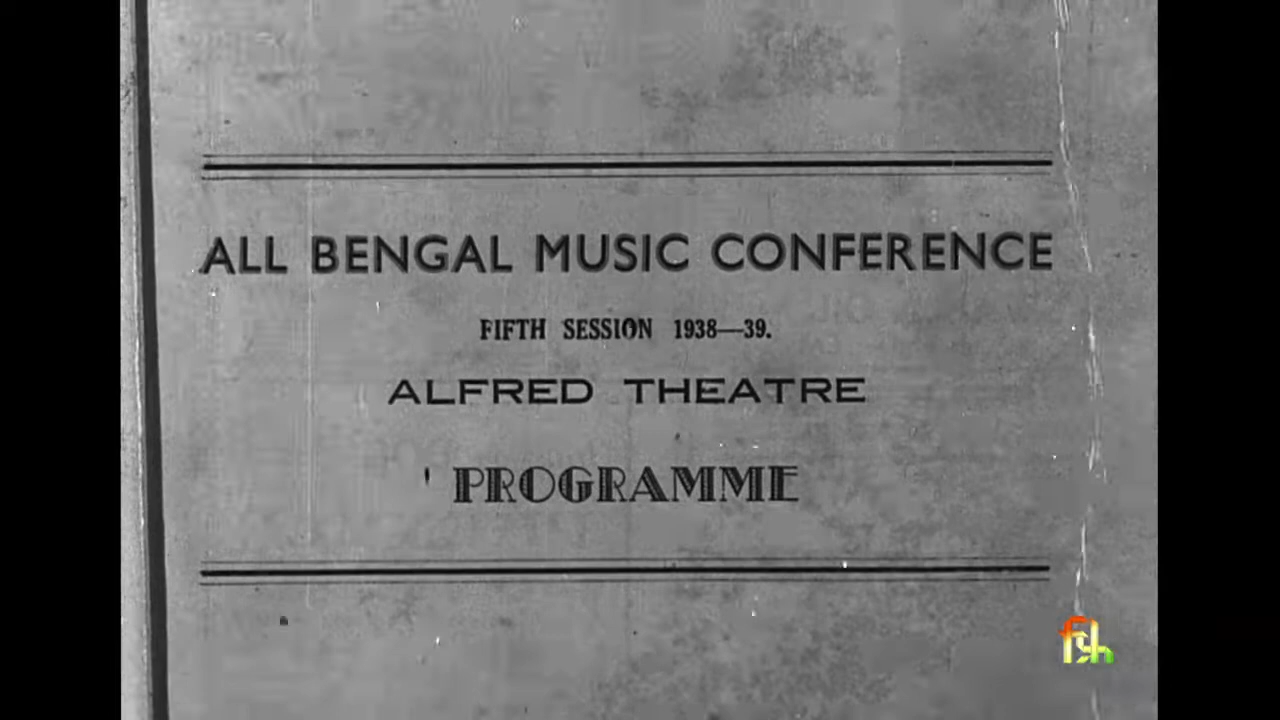 ALL BENGAL MUSIC CONFERENCE
FIFTH SESSION 1938—39.
ALFRED THEATRE
PROGRAMME